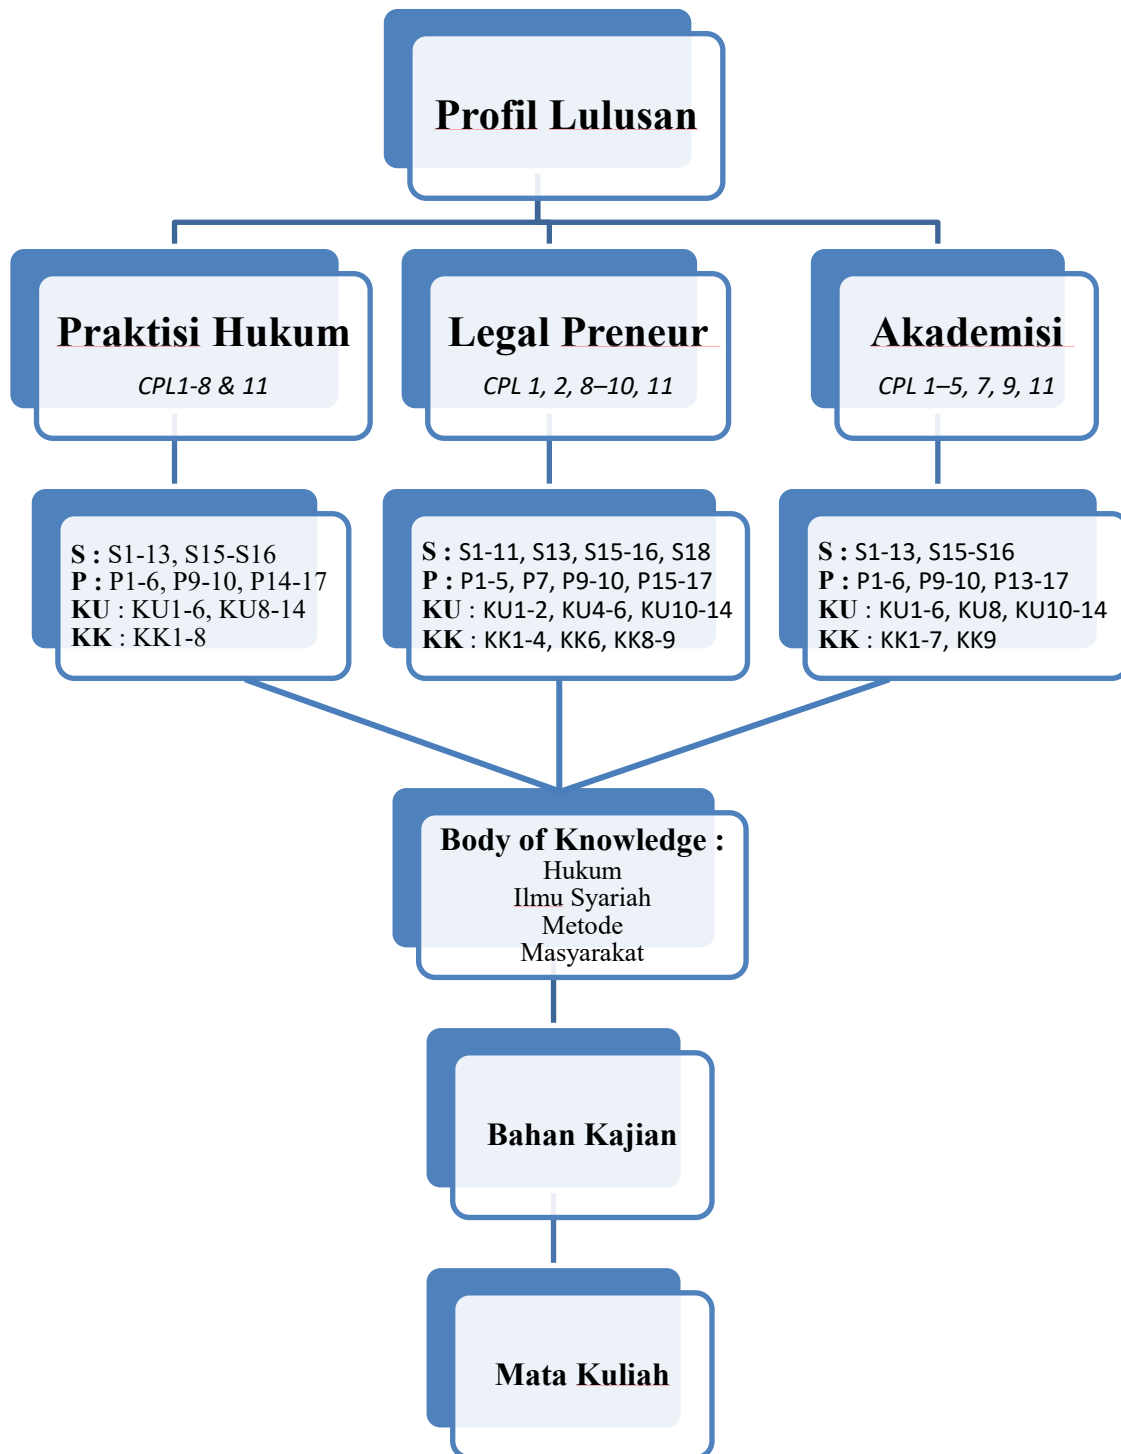 Profil Lulusan
Praktisi Hukum
CPL1-8 & 11
Legal Preneur
CPL 1, 2, 8–10, 11
Akademisi
CPL 1–5, 7, 9, 11
S : S1-13, S15-S16
P : P1-6, P9-10, P14-17
KU : KU1-6, KU8-14
KK : KK1-8
S : S1-11, S13, S15-16, S18
P : P1-5, P7, P9-10, P15-17
KU : KU1-2, KU4-6, KU10-14
KK : KK1-4, KK6, KK8-9
S : S1-13, S15-S16
P : P1-6, P9-10, P13-17
KU : KU1-6, KU8, KU10-14
KK : KK1-7, KK9
Body of Knowledge :
Hukum
Ilmu Syariah
Metode
Masyarakat
Bahan Kajian
Mata Kuliah